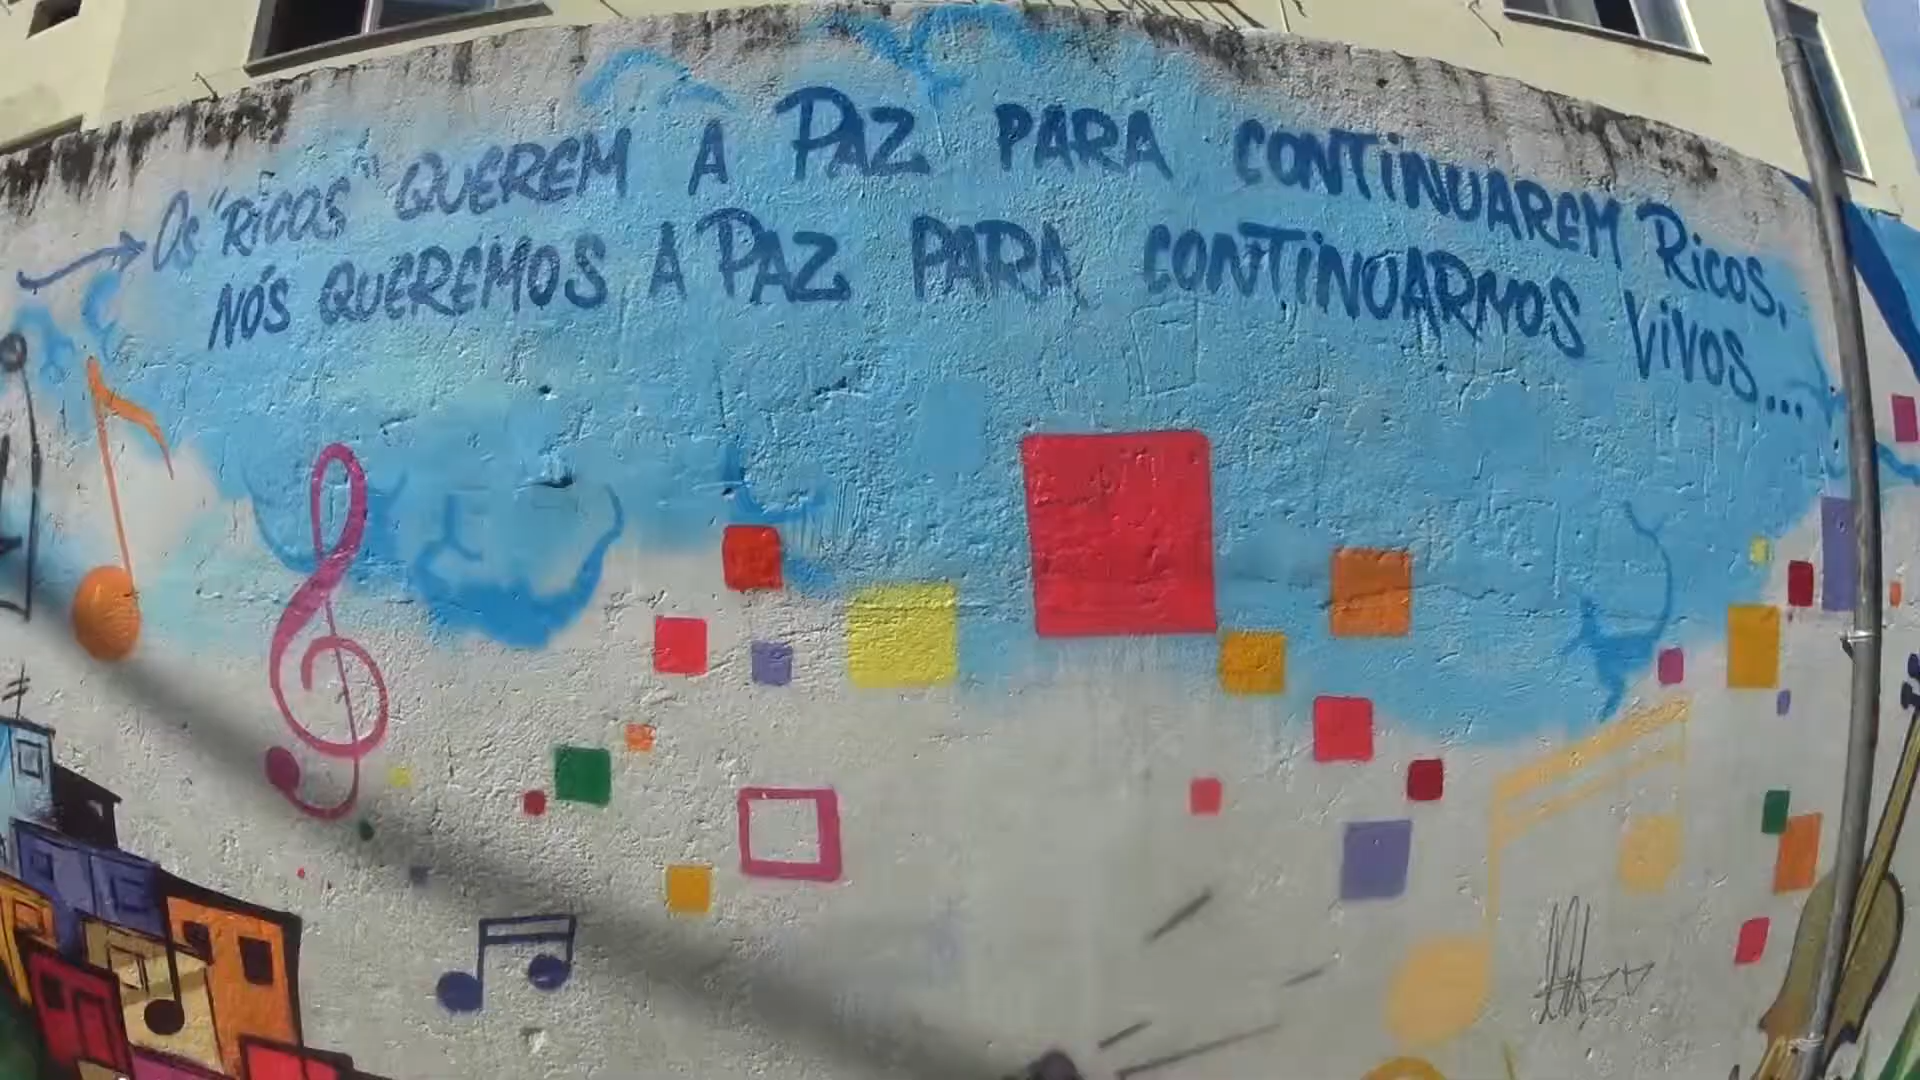 Os "RiCOS" QUEREM A PAZ PARA CONTiNUAREM RiCOS,
NÓS QUEREMOS A PAZ PARA CONTiNUARMOS ViVOS...